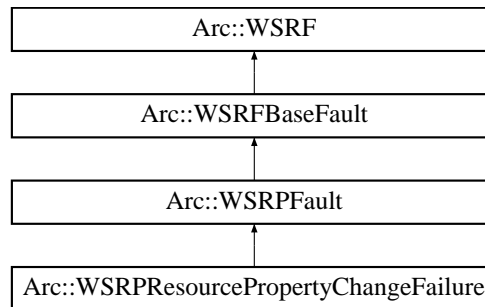 Arc::WSRF
Arc::WSRFBaseFault
Arc::WSRPFault
Arc::WSRPResourcePropertyChangeFailure